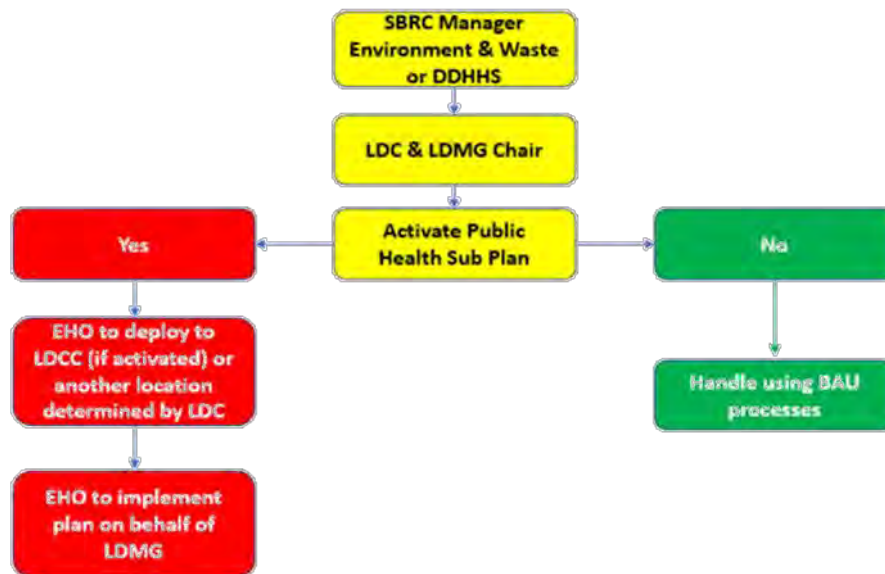 SBRC Manager
Environment & Waste
or DDHHS
LDC & LDMG Chair
Activate Public
Health Sub Plan
Yes
No
EHO to deploy to
LDCC (if activated) or
another location
determined by LDC
Handle using BAU
processes
EHO to implement
plan on behalf of
LDMG